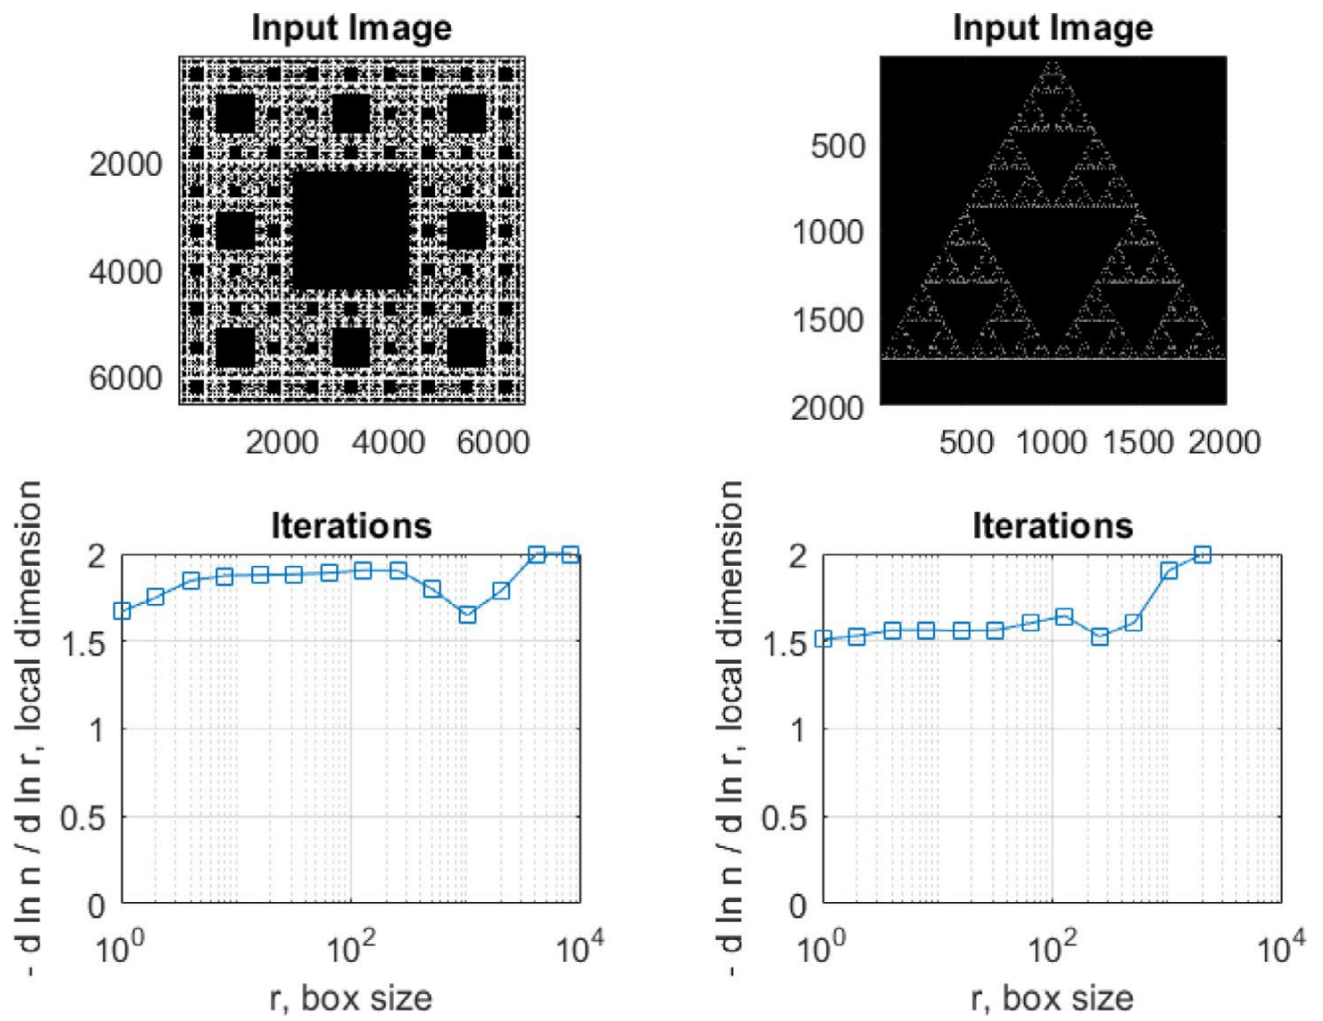 Input Image
2000
4000
6000
2000 4000 6000
Input Image
500
1000
1500
2000
500 1000 1500 2000
Iterations
- d ln n / d ln r, local dimension
2
1.5
1
0.5
0
10^0 10^2 10^4
r, box size
Iterations
- d ln n / d ln r, local dimension
2
1.5
1
0.5
0
10^0 10^2 10^4
r, box size